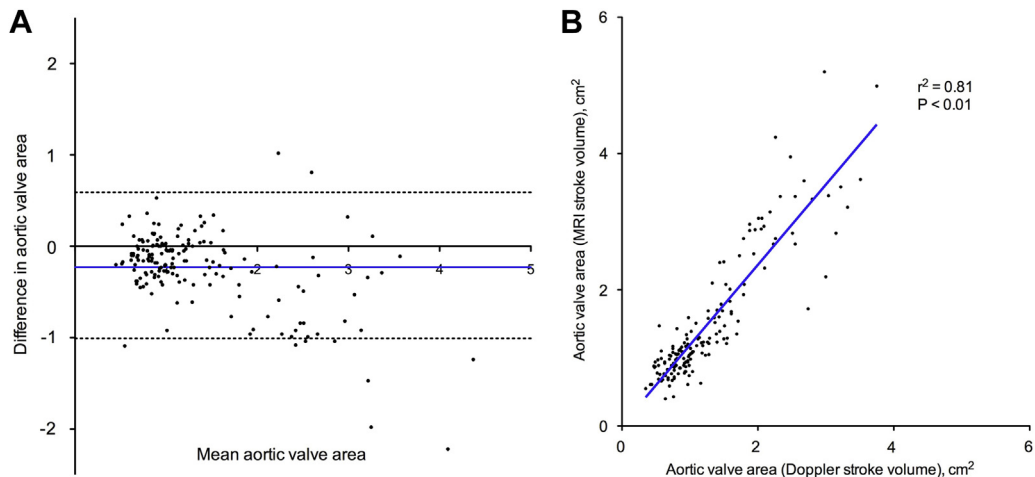 A
2
1
0
-1
-2
2
3
4
5
Difference in aortic valve area
Mean aortic valve area
B
6
4
2
0
0
2
4
6
Aortic valve area (MRI stroke volume), cm²
r² = 0.81
P < 0.01
Aortic valve area (Doppler stroke volume), cm²